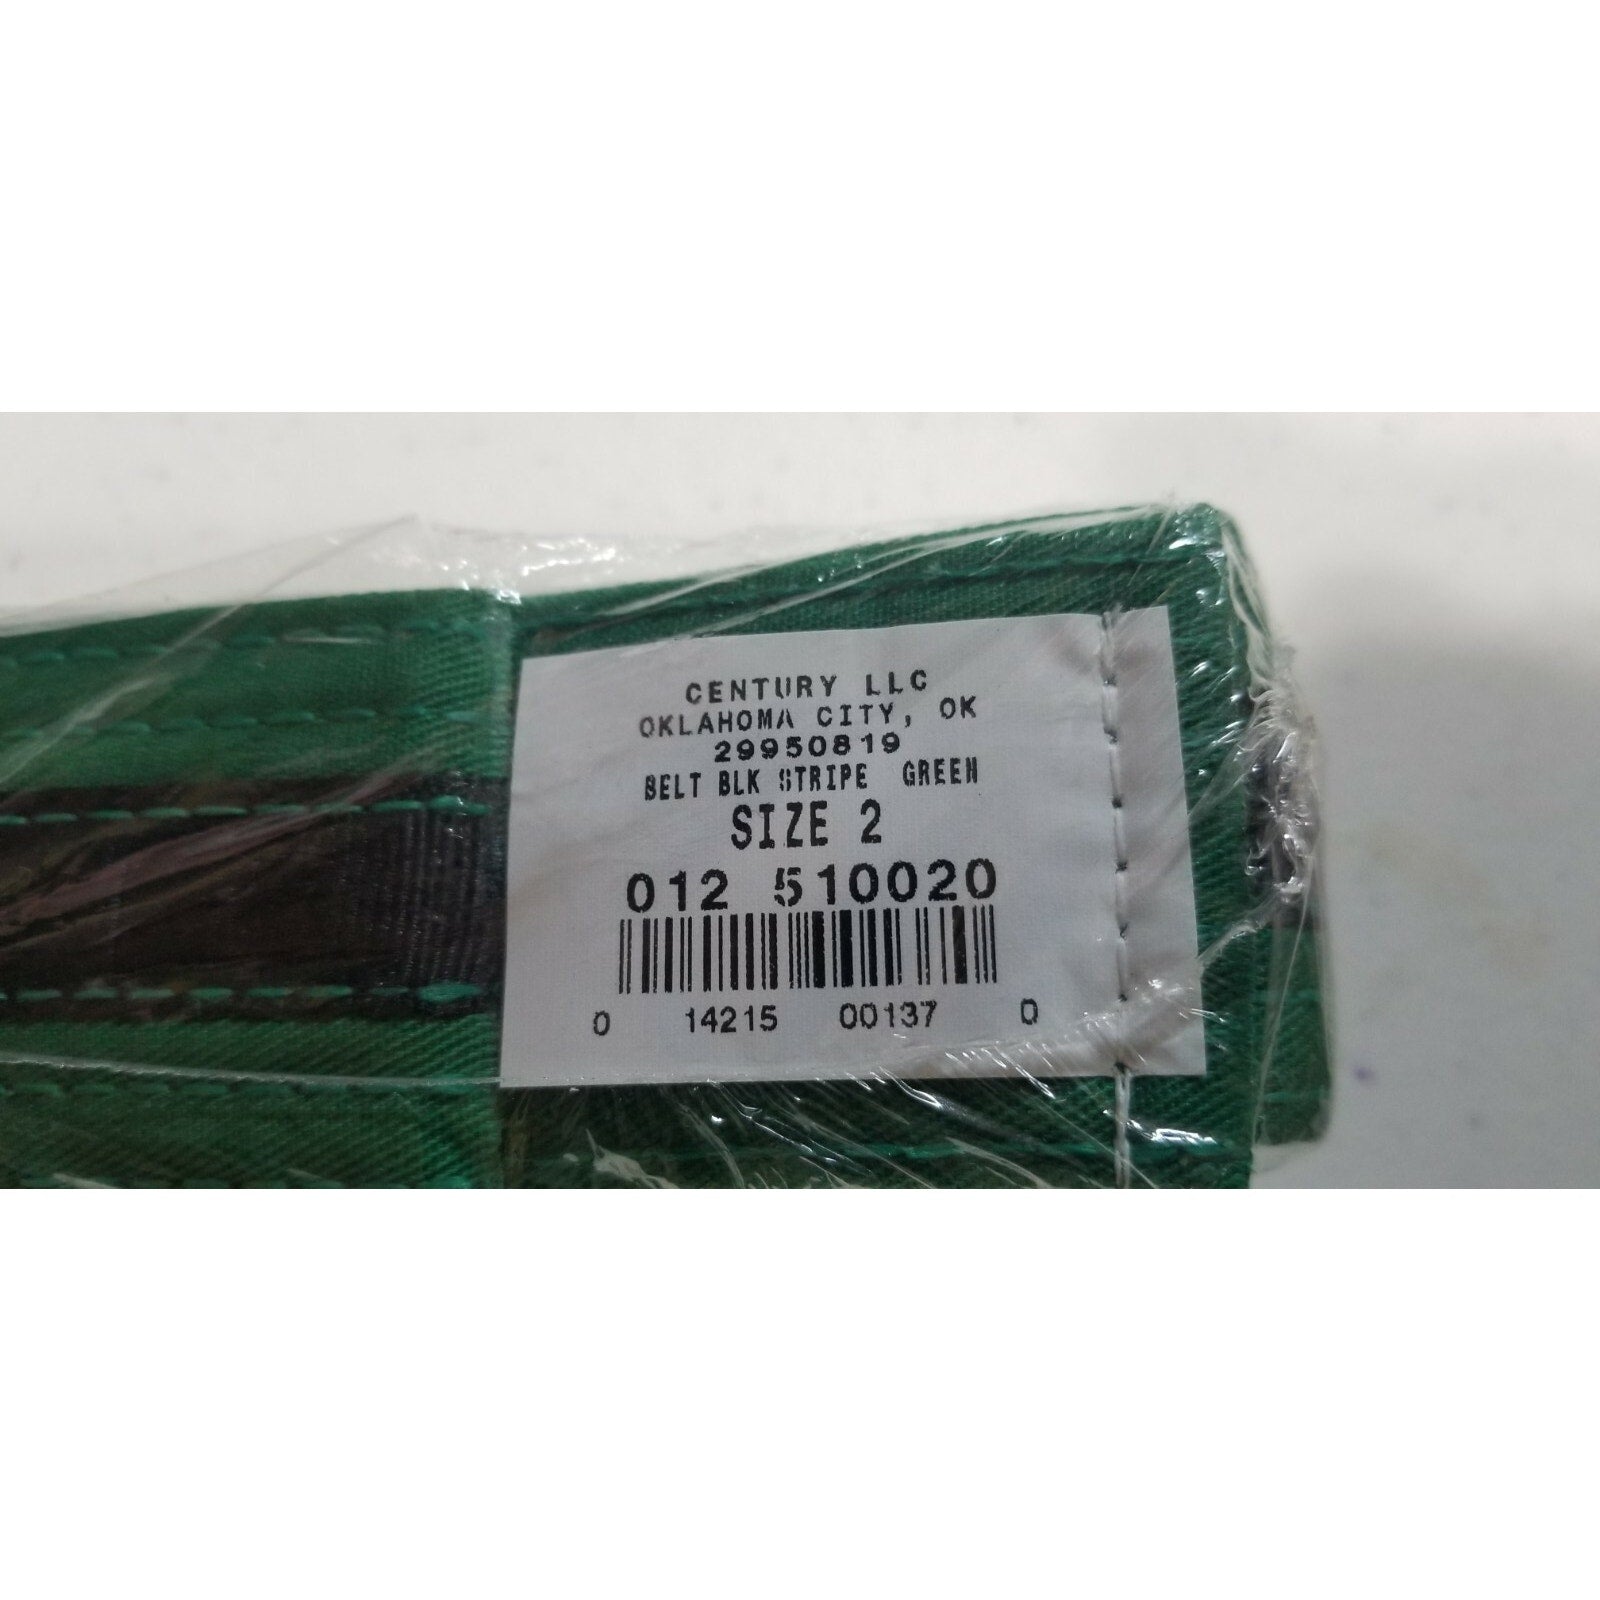 CENTURY LLC
OKLAHOMA CITY, OK
29950819
BELT BLK STRIPE GREEN
SIZE 2
012 510020
0 14215 00137 0